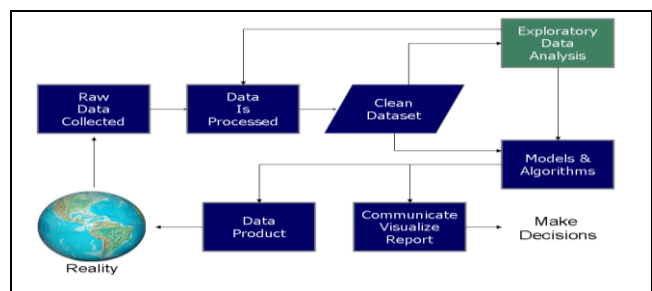 Exploratory
Data
Analysis
Raw
Data
Collected
Data
Is
Processed
Clean
Dataset
Models &
Algorithms
Data
Product
Communicate
Visualize
Report
Make
Decisions
Reality